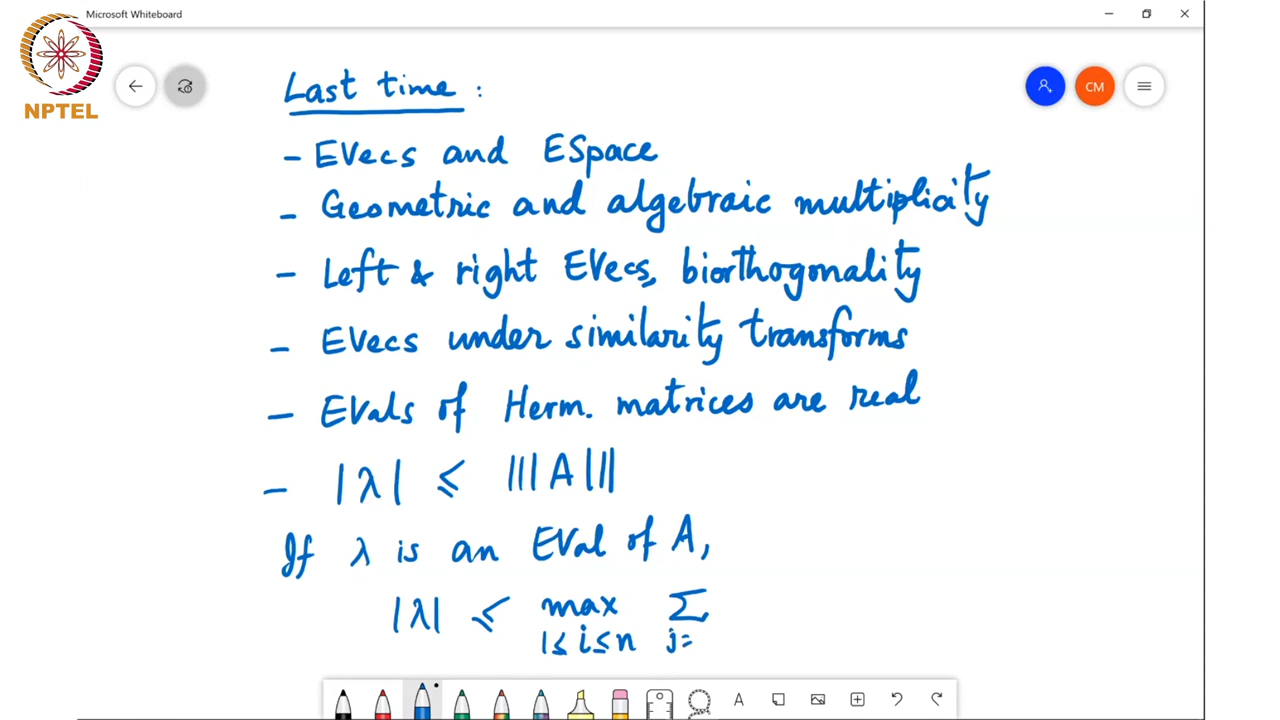 Microsoft Whiteboard
NPTEL
CM
Last time :
- EVecs and ESpace
- Geometric and algebraic multiplicity
- Left & right EVecs, biorthogonality
- EVecs under similarity transforms
- EVals of Herm. matrices are real
- |λ| ≤ |||A|||
If λ is an EVal of A,
|λ| ≤ max Σ
1≤ i≤n j=
A